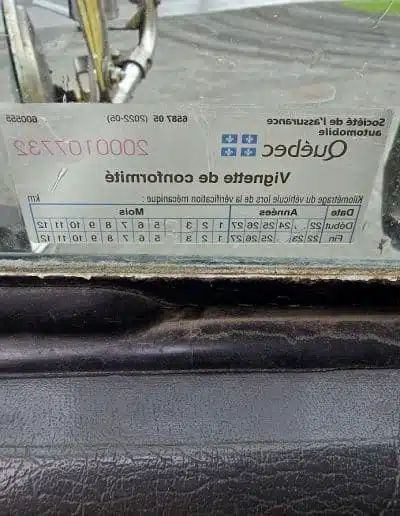 Société de l'assurance 6587 05 (2022-05) 600555
automobile
Québec 2000107732
Vignette de conformité
Kilométrage du véhicule lors de la vérification mécanique : km
Date Années Mois
Début 22 24 25 26 27 1 2 3 5 6 7 8 9 10 11 12
Fin 22 23 25 26 27 1 2 3 5 6 7 8 9 10 11 12